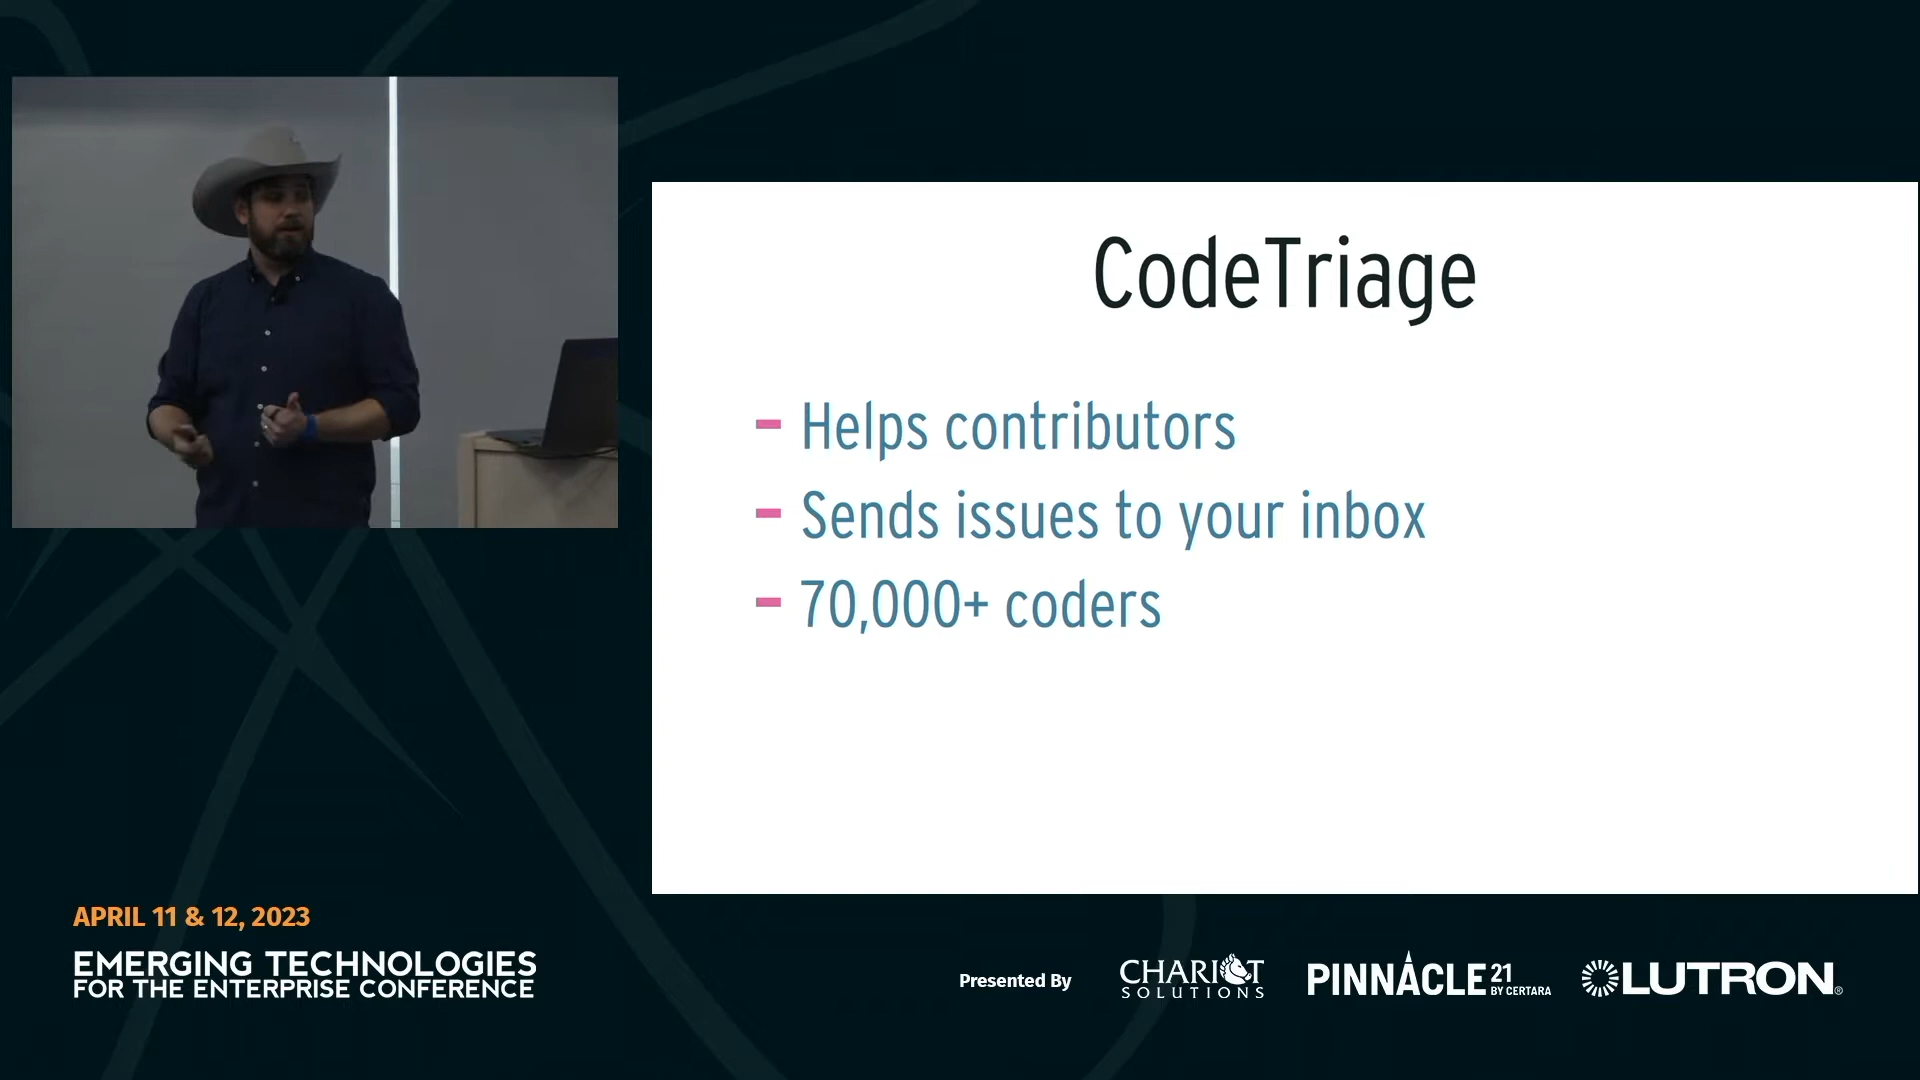 CodeTriage
- Helps contributors
- Sends issues to your inbox
- 70,000+ coders
APRIL 11 & 12, 2023
EMERGING TECHNOLOGIES
FOR THE ENTERPRISE CONFERENCE
Presented By
CHARIOT
SOLUTIONS
PINNACLE 21
BY CERTARA
LUTRON®